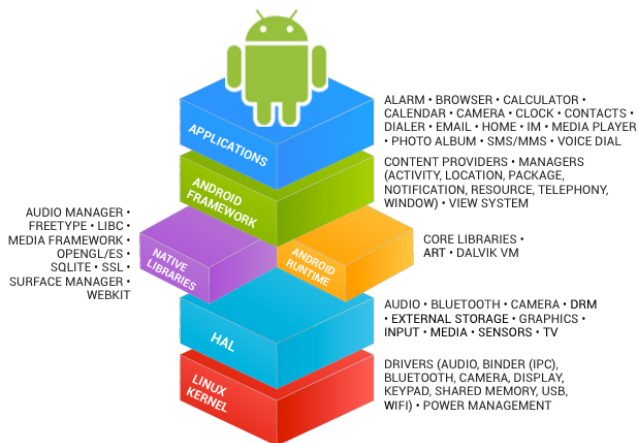 ALARM • BROWSER • CALCULATOR •
CALENDAR • CAMERA • CLOCK • CONTACTS •
DIALER • EMAIL • HOME • IM • MEDIA PLAYER
• PHOTO ALBUM • SMS/MMS • VOICE DIAL
APPLICATIONS
CONTENT PROVIDERS • MANAGERS
(ACTIVITY, LOCATION, PACKAGE,
NOTIFICATION, RESOURCE, TELEPHONY,
WINDOW) • VIEW SYSTEM
ANDROID
FRAMEWORK
AUDIO MANAGER •
FREETYPE • LIBC •
MEDIA FRAMEWORK •
OPENGL/ES •
SQLITE • SSL •
SURFACE MANAGER •
WEBKIT
NATIVE
LIBRARIES
ANDROID
RUNTIME
CORE LIBRARIES •
ART • DALVIK VM
HAL
AUDIO • BLUETOOTH • CAMERA • DRM
• EXTERNAL STORAGE • GRAPHICS •
INPUT • MEDIA • SENSORS • TV
LINUX
KERNEL
DRIVERS (AUDIO, BINDER (IPC),
BLUETOOTH, CAMERA, DISPLAY,
KEYPAD, SHARED MEMORY, USB,
WIFI) • POWER MANAGEMENT